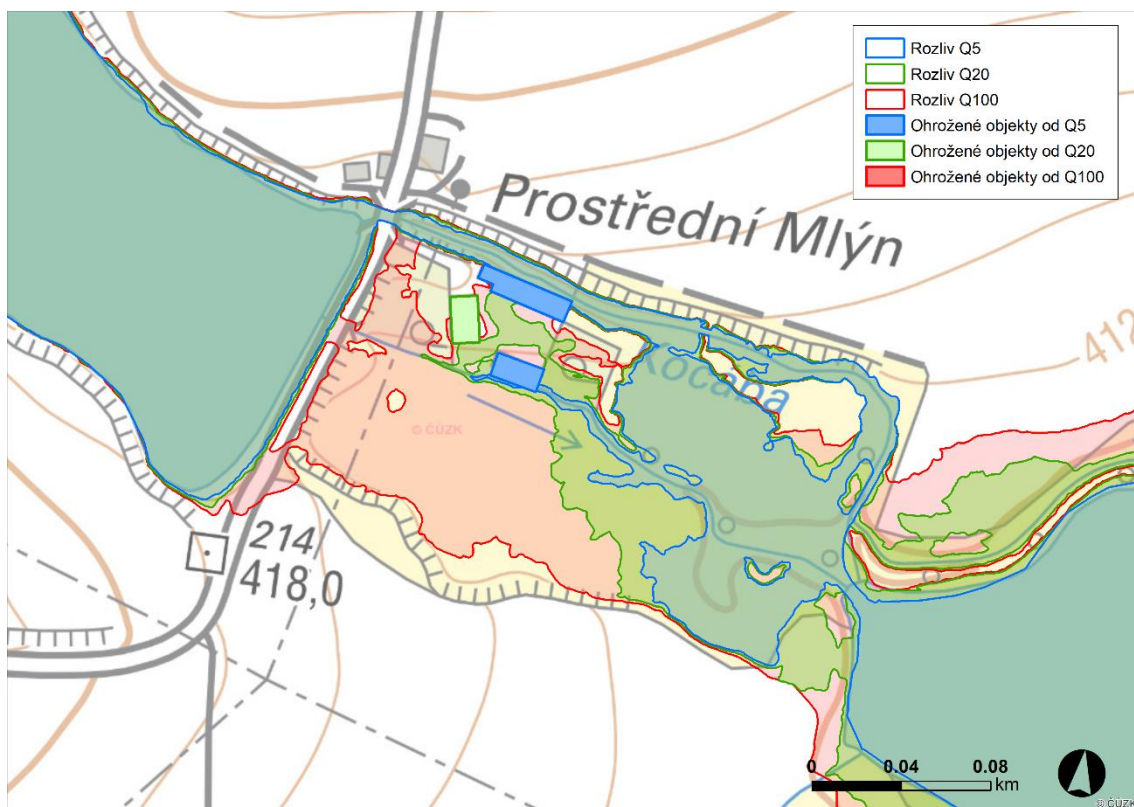 Rozliv Q5
Rozliv Q20
Rozliv Q100
Ohrožené objekty od Q5
Ohrožené objekty od Q20
Ohrožené objekty od Q100
Prostřední Mlýn
412
Kocába
© ČÚZK
214
418,0
0 0.04 0.08
km
© ČÚZK